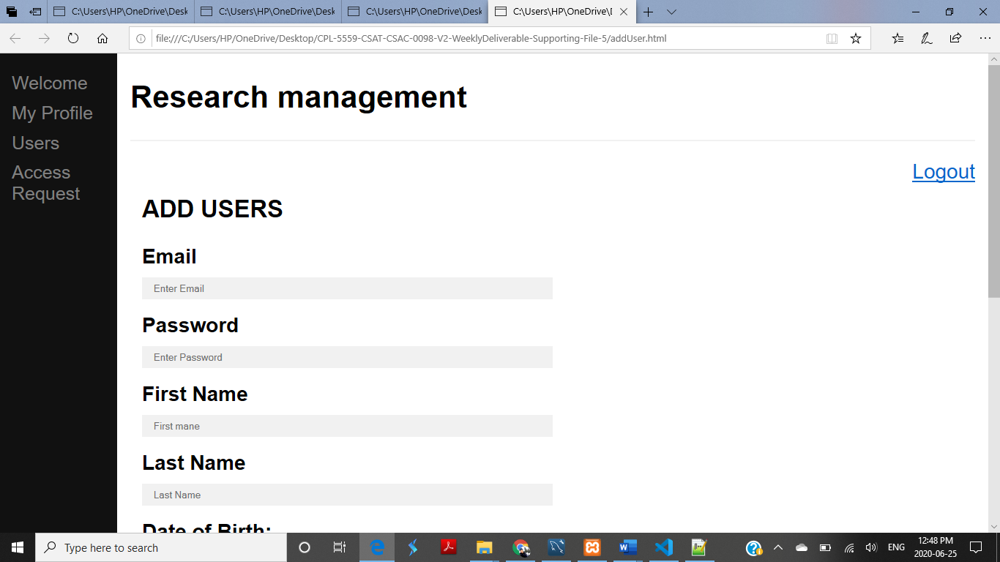 C:\Users\HP\OneDrive\Desk
C:\Users\HP\OneDrive\Desk
C:\Users\HP\OneDrive\Desk
C:\Users\HP\OneDrive\D
file:///C:/Users/HP/OneDrive/Desktop/CPL-5559-CSAT-CSAC-0098-V2-WeeklyDeliverable-Supporting-File-5/addUser.html
Welcome
My Profile
Users
Access
Request
Research management
Logout
ADD USERS
Email
Enter Email
Password
Enter Password
First Name
First mane
Last Name
Last Name
Date of Birth:
Type here to search
ENG
12:48 PM
2020-06-25